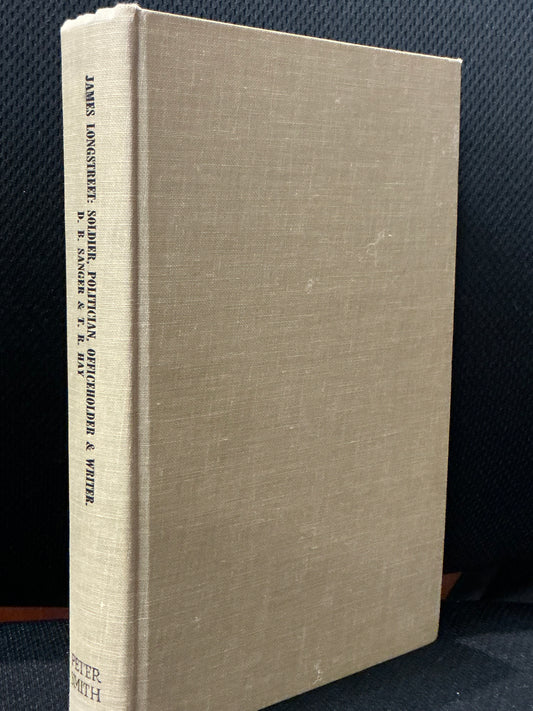 JAMES LONGSTREET: SOLDIER, POLITICIAN, OFFICEHOLDER & WRITER.
D. B. SANGER & T. R. HAY
PETER
SMITH